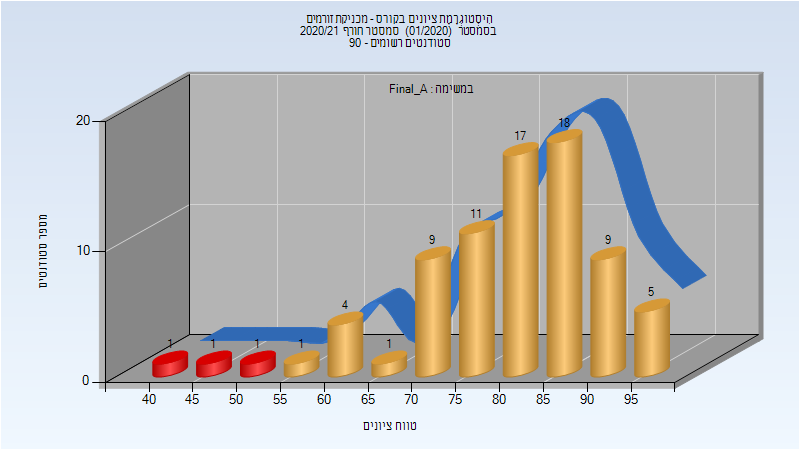 היסטוגרמת ציונים בקורס - מכניקת זורמים
בסמסטר (01/2020) סמסטר חורף 2020/21
סטודנטים רשומים - 90
במשימה : Final_A
מספר סטודנטים
20
10
0
1
1
1
1
4
1
9
11
17
18
9
5
40 45 50 55 60 65 70 75 80 85 90 95
טווח ציונים